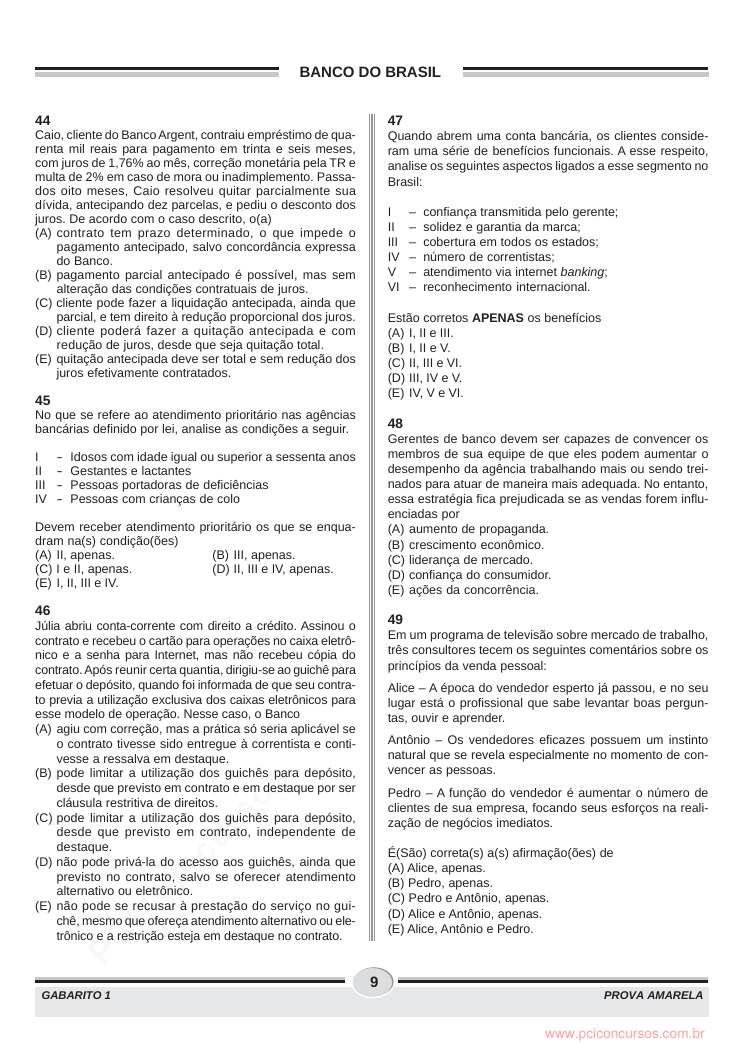 BANCO DO BRASIL
44
Caio, cliente do Banco Argent, contraiu empréstimo de qua-
renta mil reais para pagamento em trinta e seis meses,
com juros de 1,76% ao mês, correção monetária pela TR e
multa de 2% em caso de mora ou inadimplemento. Passa-
dos oito meses, Caio resolveu quitar parcialmente sua
dívida, antecipando dez parcelas, e pediu o desconto dos
juros. De acordo com o caso descrito, o(a)
(A) contrato tem prazo determinado, o que impede o
pagamento antecipado, salvo concordância expressa
do Banco.
(B) pagamento parcial antecipado é possível, mas sem
alteração das condições contratuais de juros.
(C) cliente pode fazer a liquidação antecipada, ainda que
parcial, e tem direito à redução proporcional dos juros.
(D) cliente poderá fazer a quitação antecipada e com
redução de juros, desde que seja quitação total.
(E) quitação antecipada deve ser total e sem redução dos
juros efetivamente contratados.
45
No que se refere ao atendimento prioritário nas agências
bancárias definido por lei, analise as condições a seguir.
I – Idosos com idade igual ou superior a sessenta anos
II – Gestantes e lactantes
III – Pessoas portadoras de deficiências
IV – Pessoas com crianças de colo
Devem receber atendimento prioritário os que se enqua-
dram na(s) condição(ões)
(A) II, apenas. (B) III, apenas.
(C) I e II, apenas. (D) II, III e IV, apenas.
(E) I, II, III e IV.
46
Júlia abriu conta-corrente com direito a crédito. Assinou o
contrato e recebeu o cartão para operações no caixa eletrô-
nico e a senha para Internet, mas não recebeu cópia do
contrato. Após reunir certa quantia, dirigiu-se ao guichê para
efetuar o depósito, quando foi informada de que seu contra-
to previa a utilização exclusiva dos caixas eletrônicos para
esse modelo de operação. Nesse caso, o Banco
(A) agiu com correção, mas a prática só seria aplicável se
o contrato tivesse sido entregue à correntista e conti-
vesse a ressalva em destaque.
(B) pode limitar a utilização dos guichês para depósito,
desde que previsto em contrato e em destaque por ser
cláusula restritiva de direitos.
(C) pode limitar a utilização dos guichês para depósito,
desde que previsto em contrato, independente de
destaque.
(D) não pode privá-la do acesso aos guichês, ainda que
previsto no contrato, salvo se oferecer atendimento
alternativo ou eletrônico.
(E) não pode se recusar à prestação do serviço no gui-
chê, mesmo que ofereça atendimento alternativo ou ele-
trônico e a restrição esteja em destaque no contrato.
47
Quando abrem uma conta bancária, os clientes conside-
ram uma série de benefícios funcionais. A esse respeito,
analise os seguintes aspectos ligados a esse segmento no
Brasil:
I – confiança transmitida pelo gerente;
II – solidez e garantia da marca;
III – cobertura em todos os estados;
IV – número de correntistas;
V – atendimento via internet banking;
VI – reconhecimento internacional.
Estão corretos APENAS os benefícios
(A) I, II e III.
(B) I, II e V.
(C) II, III e VI.
(D) III, IV e V.
(E) IV, V e VI.
48
Gerentes de banco devem ser capazes de convencer os
membros de sua equipe de que eles podem aumentar o
desempenho da agência trabalhando mais ou sendo trei-
nados para atuar de maneira mais adequada. No entanto,
essa estratégia fica prejudicada se as vendas forem influ-
enciadas por
(A) aumento de propaganda.
(B) crescimento econômico.
(C) liderança de mercado.
(D) confiança do consumidor.
(E) ações da concorrência.
49
Em um programa de televisão sobre mercado de trabalho,
três consultores tecem os seguintes comentários sobre os
princípios da venda pessoal:
Alice – A época do vendedor esperto já passou, e no seu
lugar está o profissional que sabe levantar boas pergun-
tas, ouvir e aprender.
Antônio – Os vendedores eficazes possuem um instinto
natural que se revela especialmente no momento de con-
vencer as pessoas.
Pedro – A função do vendedor é aumentar o número de
clientes de sua empresa, focando seus esforços na reali-
zação de negócios imediatos.
É(São) correta(s) a(s) afirmação(ões) de
(A) Alice, apenas.
(B) Pedro, apenas.
(C) Pedro e Antônio, apenas.
(D) Alice e Antônio, apenas.
(E) Alice, Antônio e Pedro.
9
GABARITO 1
PROVA AMARELA
www.pciconcursos.com.br